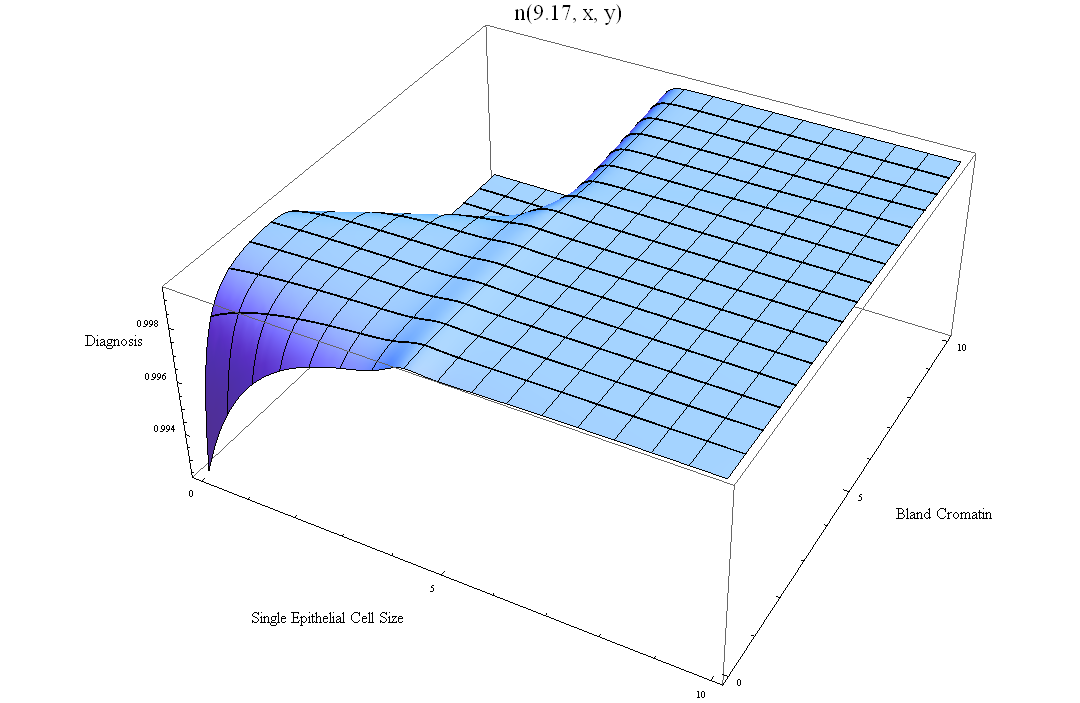 n(9.17, x, y)
0.998
Diagnosis
0.996
0.994
0
5
10
Single Epithelial Cell Size
0
5
10
Bland Cromatin